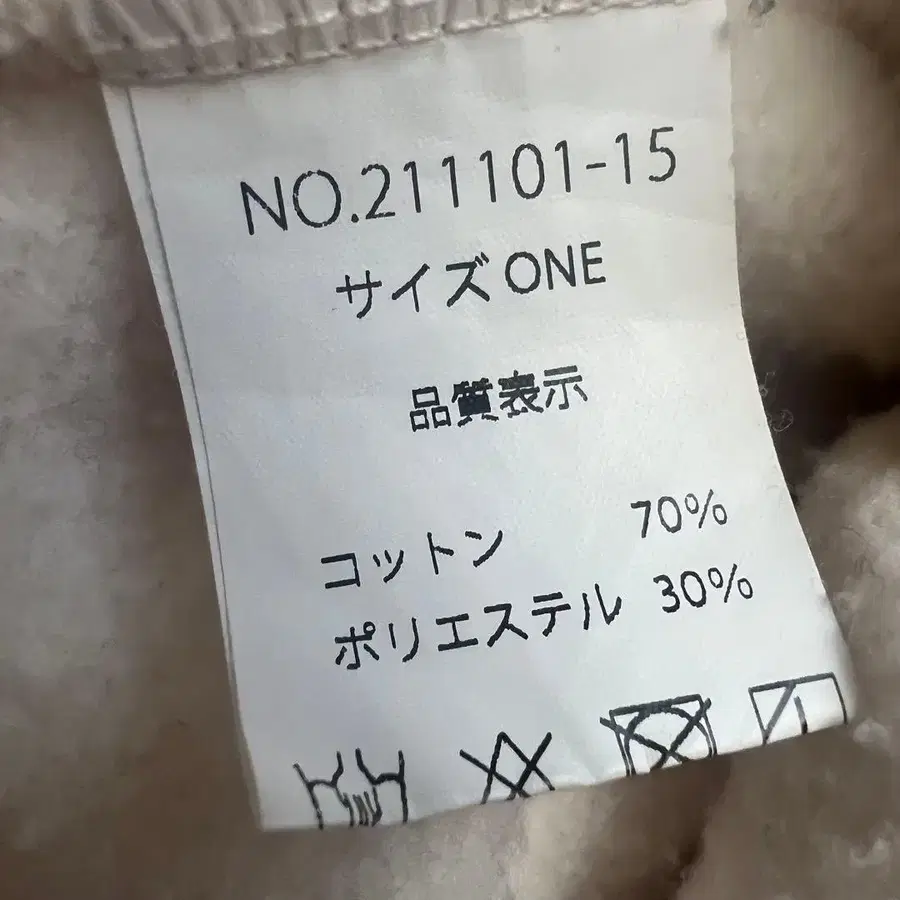 NO.211101-15
サイズ ONE
品質表示
コットン 70%
ポリエステル 30%